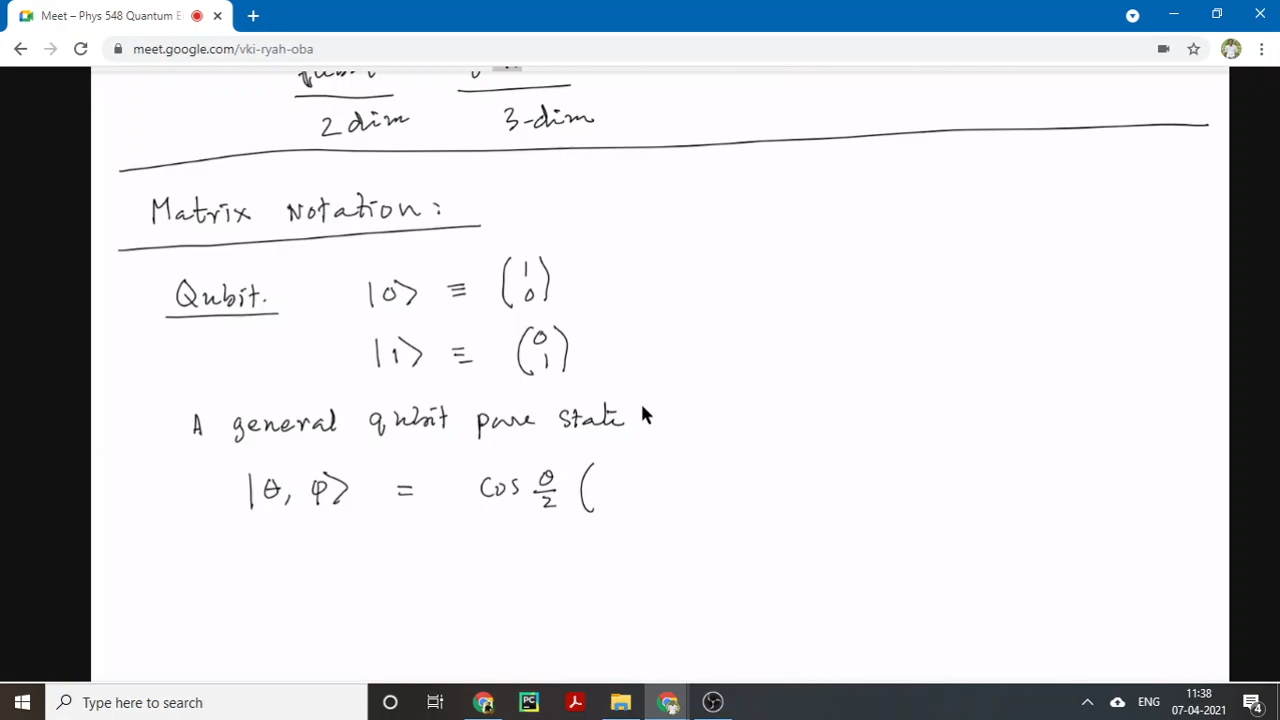 Meet – Phys 548 Quantum E
meet.google.com/vki-ryah-oba
2 dim 3-dim
Matrix Notation:
Qubit. |0⟩ ≡ (1 0)
|1⟩ ≡ (0 1)
A general qubit pure state
|θ, φ⟩ = cos θ/2 (
Type here to search
PC
ENG
11:38
07-04-2021
4